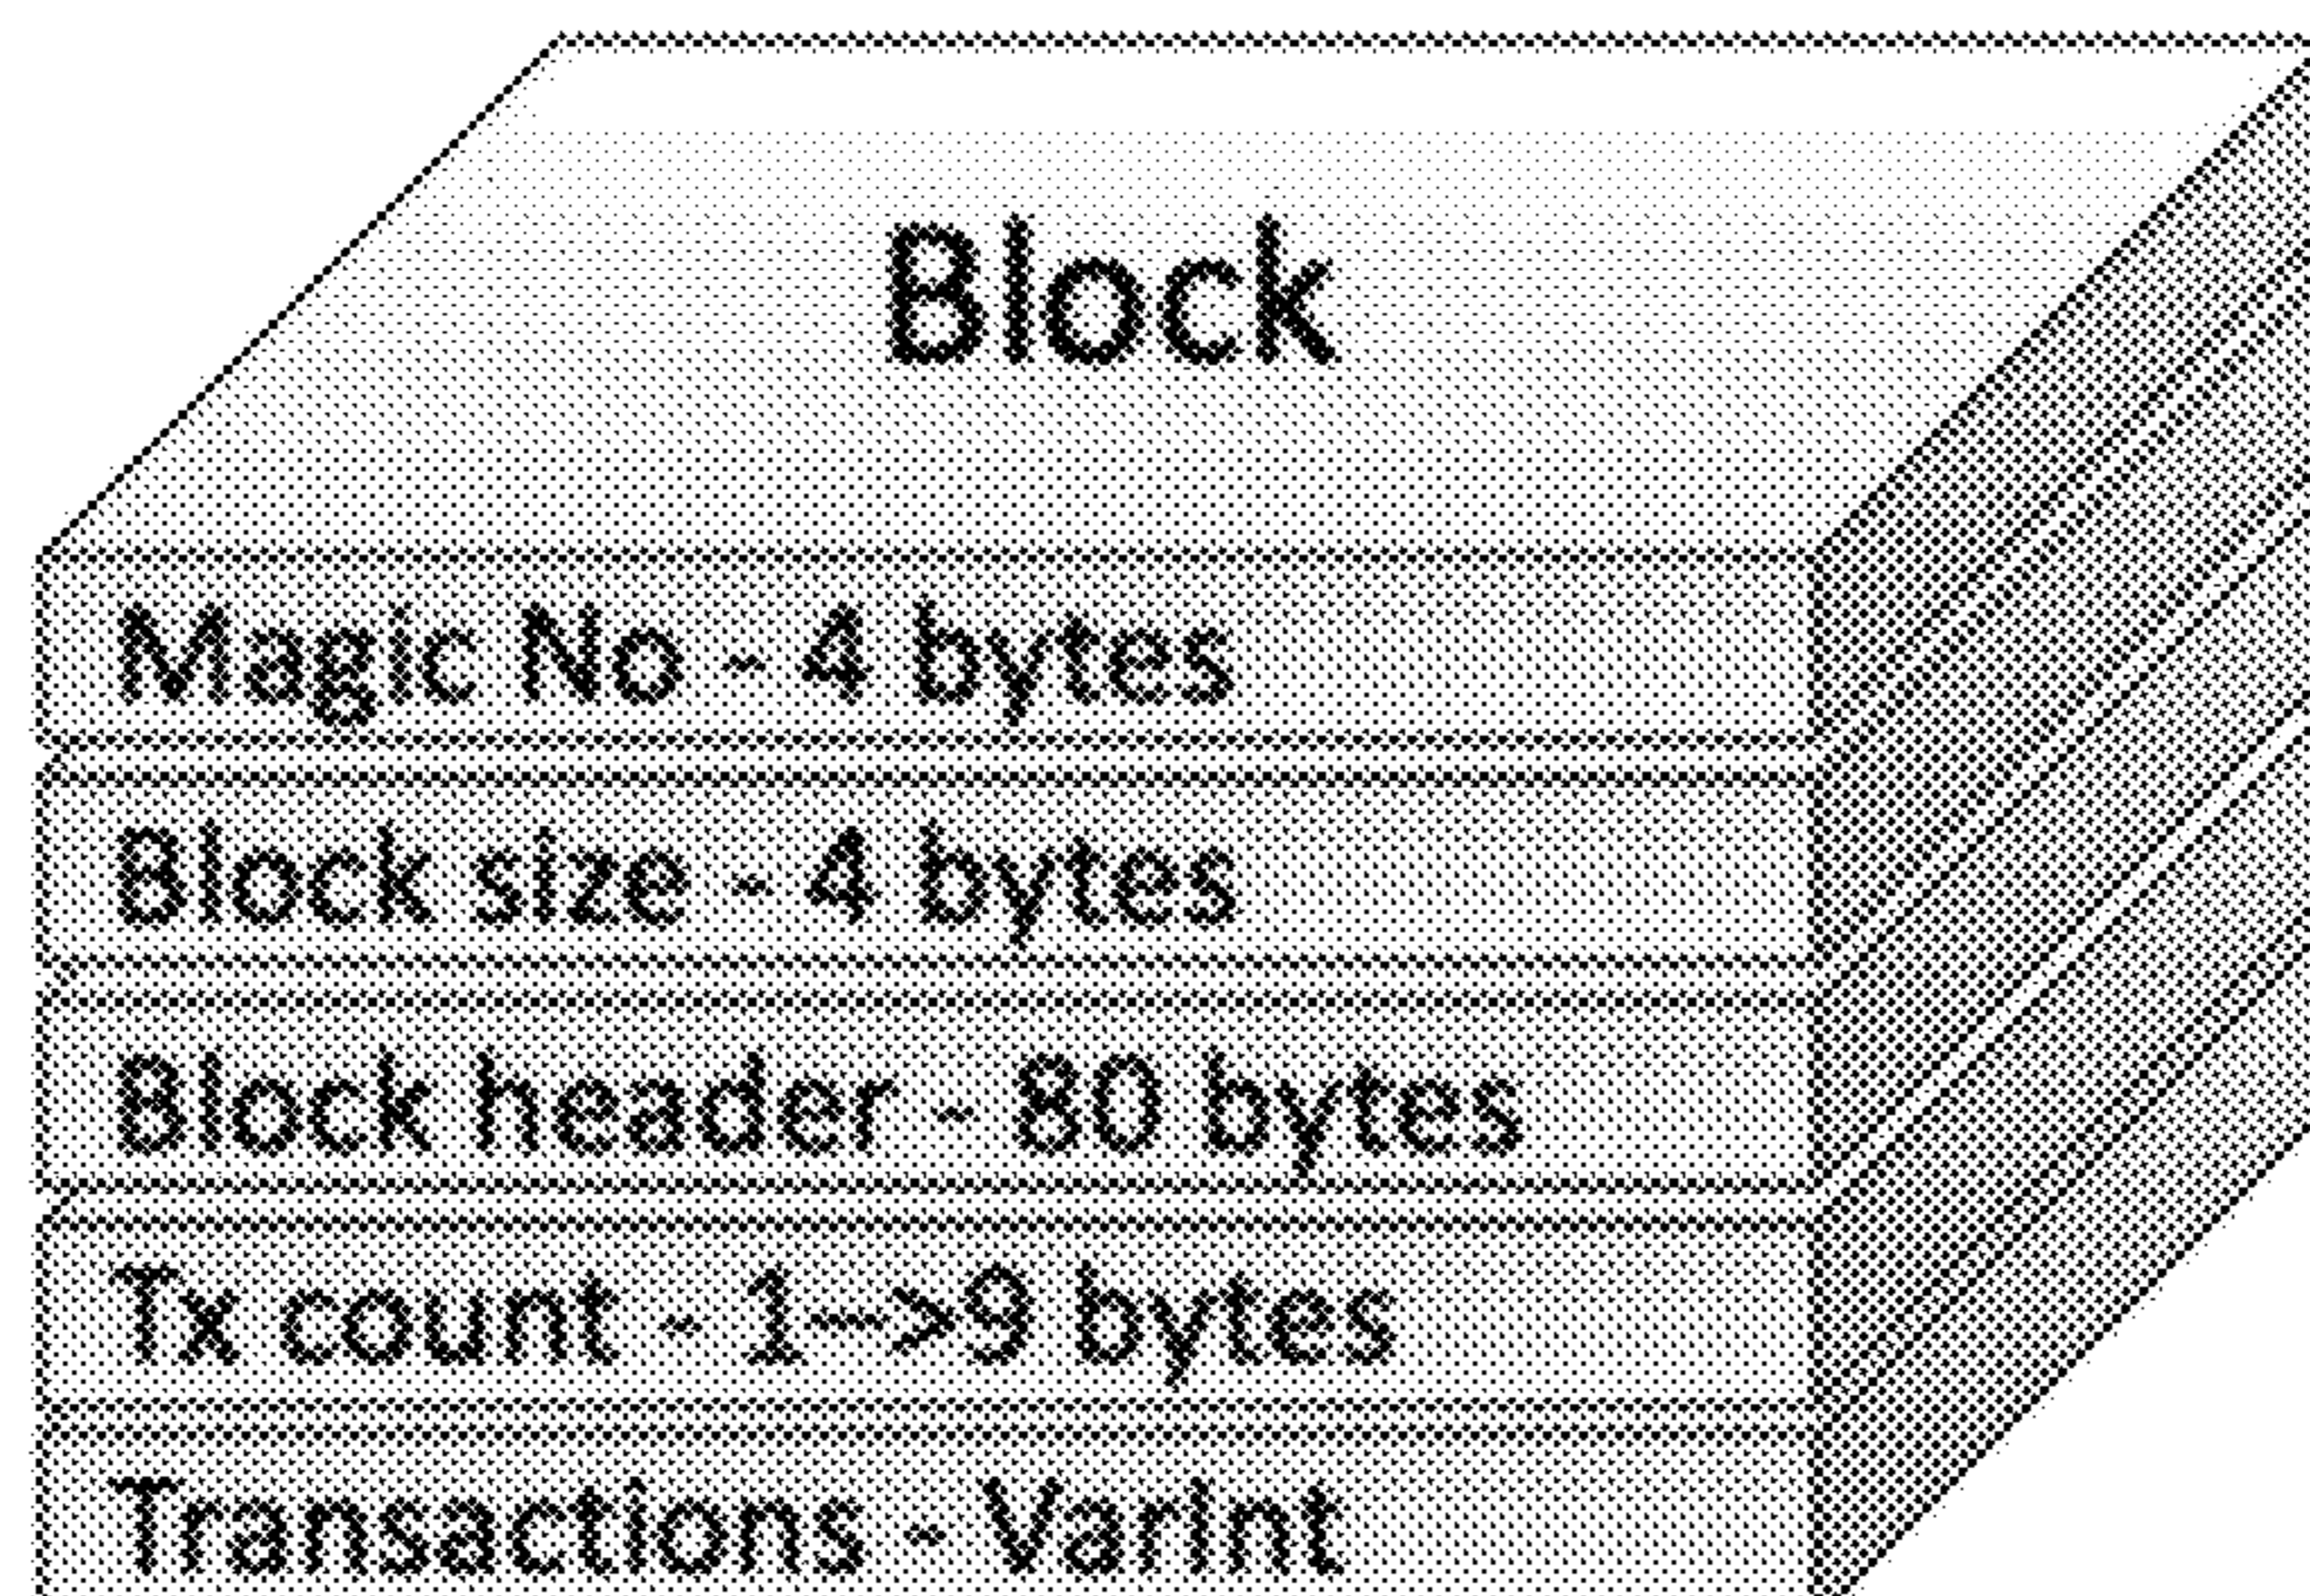 Block
Magic No - 4 bytes
Block size - 4 bytes
Block header - 80 bytes
Tx count - 1-->9 bytes
Transactions - VarInt